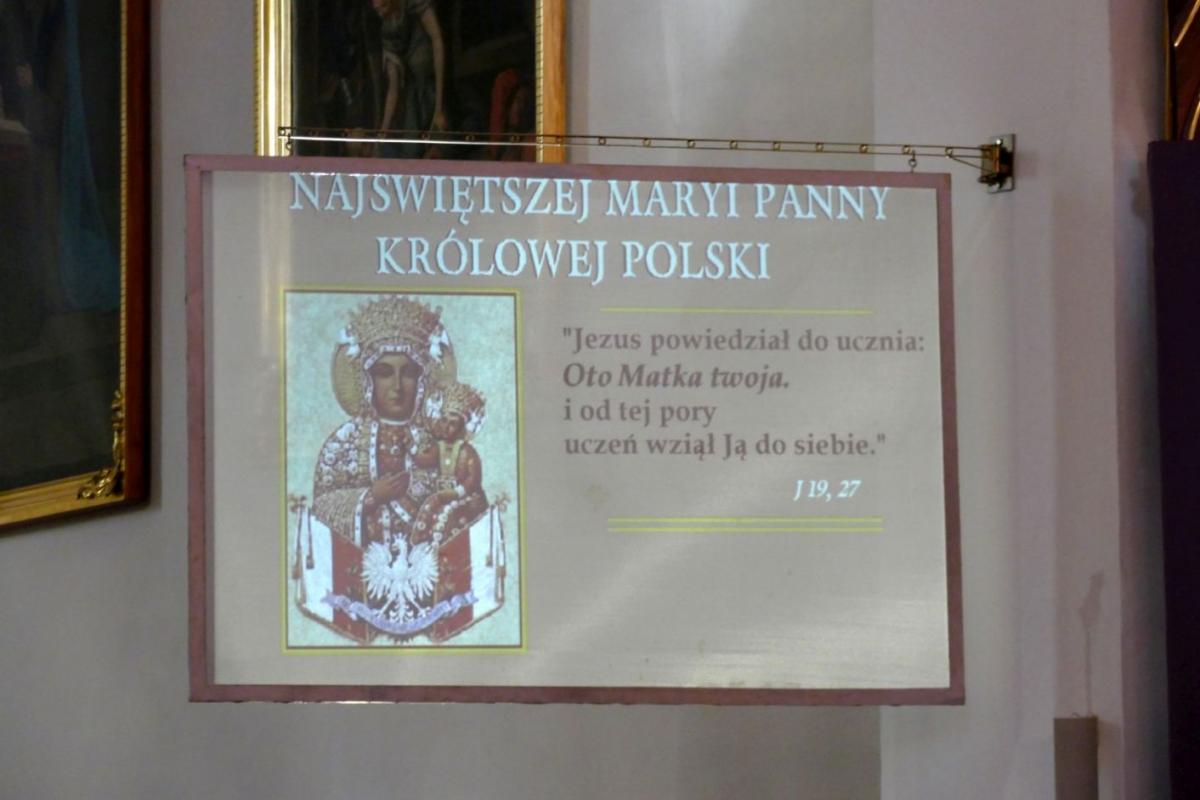 NAJŚWIĘTSZEJ MARYI PANNY
KRÓLOWEJ POLSKI
"Jezus powiedział do ucznia:
Oto Matka twoja.
i od tej pory
uczeń wziął Ją do siebie."
J 19, 27